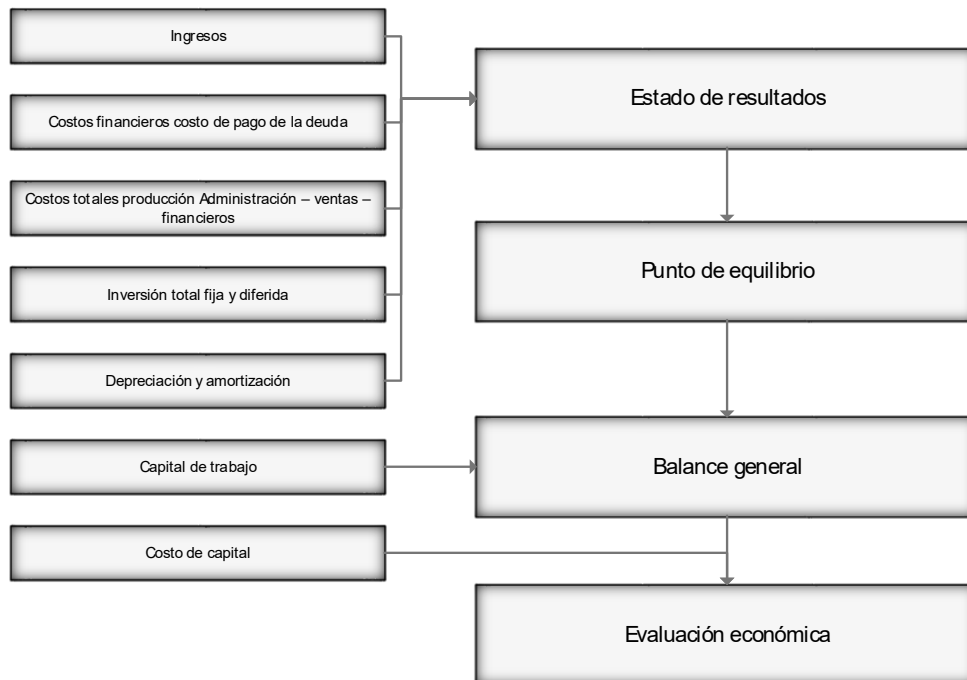 Ingresos
Costos financieros costo de pago de la deuda
Costos totales producción Administración – ventas –
financieros
Inversión total fija y diferida
Depreciación y amortización
Capital de trabajo
Costo de capital
Estado de resultados
Punto de equilibrio
Balance general
Evaluación económica